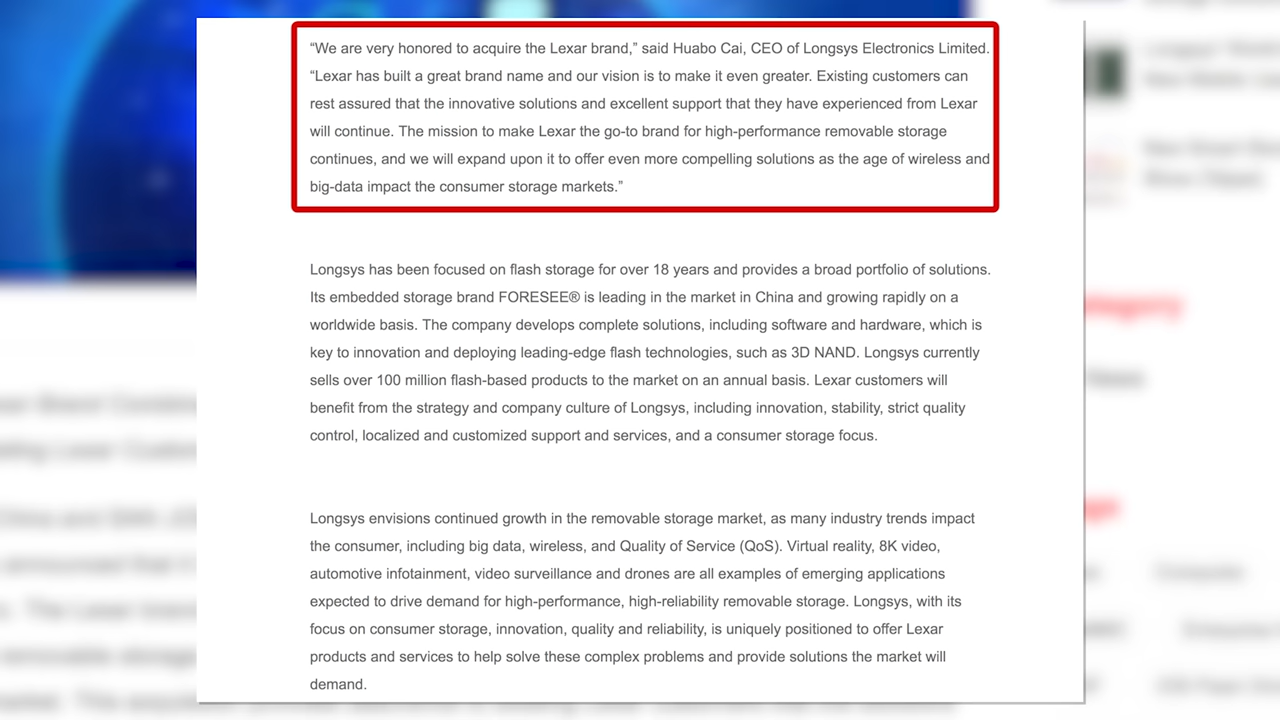 “We are very honored to acquire the Lexar brand,” said Huabo Cai, CEO of Longsys Electronics Limited.
“Lexar has built a great brand name and our vision is to make it even greater. Existing customers can
rest assured that the innovative solutions and excellent support that they have experienced from Lexar
will continue. The mission to make Lexar the go-to brand for high-performance removable storage
continues, and we will expand upon it to offer even more compelling solutions as the age of wireless and
big-data impact the consumer storage markets.”
Longsys has been focused on flash storage for over 18 years and provides a broad portfolio of solutions.
Its embedded storage brand FORESEE® is leading in the market in China and growing rapidly on a
worldwide basis. The company develops complete solutions, including software and hardware, which is
key to innovation and deploying leading-edge flash technologies, such as 3D NAND. Longsys currently
sells over 100 million flash-based products to the market on an annual basis. Lexar customers will
benefit from the strategy and company culture of Longsys, including innovation, stability, strict quality
control, localized and customized support and services, and a consumer storage focus.
Longsys envisions continued growth in the removable storage market, as many industry trends impact
the consumer, including big data, wireless, and Quality of Service (QoS). Virtual reality, 8K video,
automotive infotainment, video surveillance and drones are all examples of emerging applications
expected to drive demand for high-performance, high-reliability removable storage. Longsys, with its
focus on consumer storage, innovation, quality and reliability, is uniquely positioned to offer Lexar
products and services to help solve these complex problems and provide solutions the market will
demand.